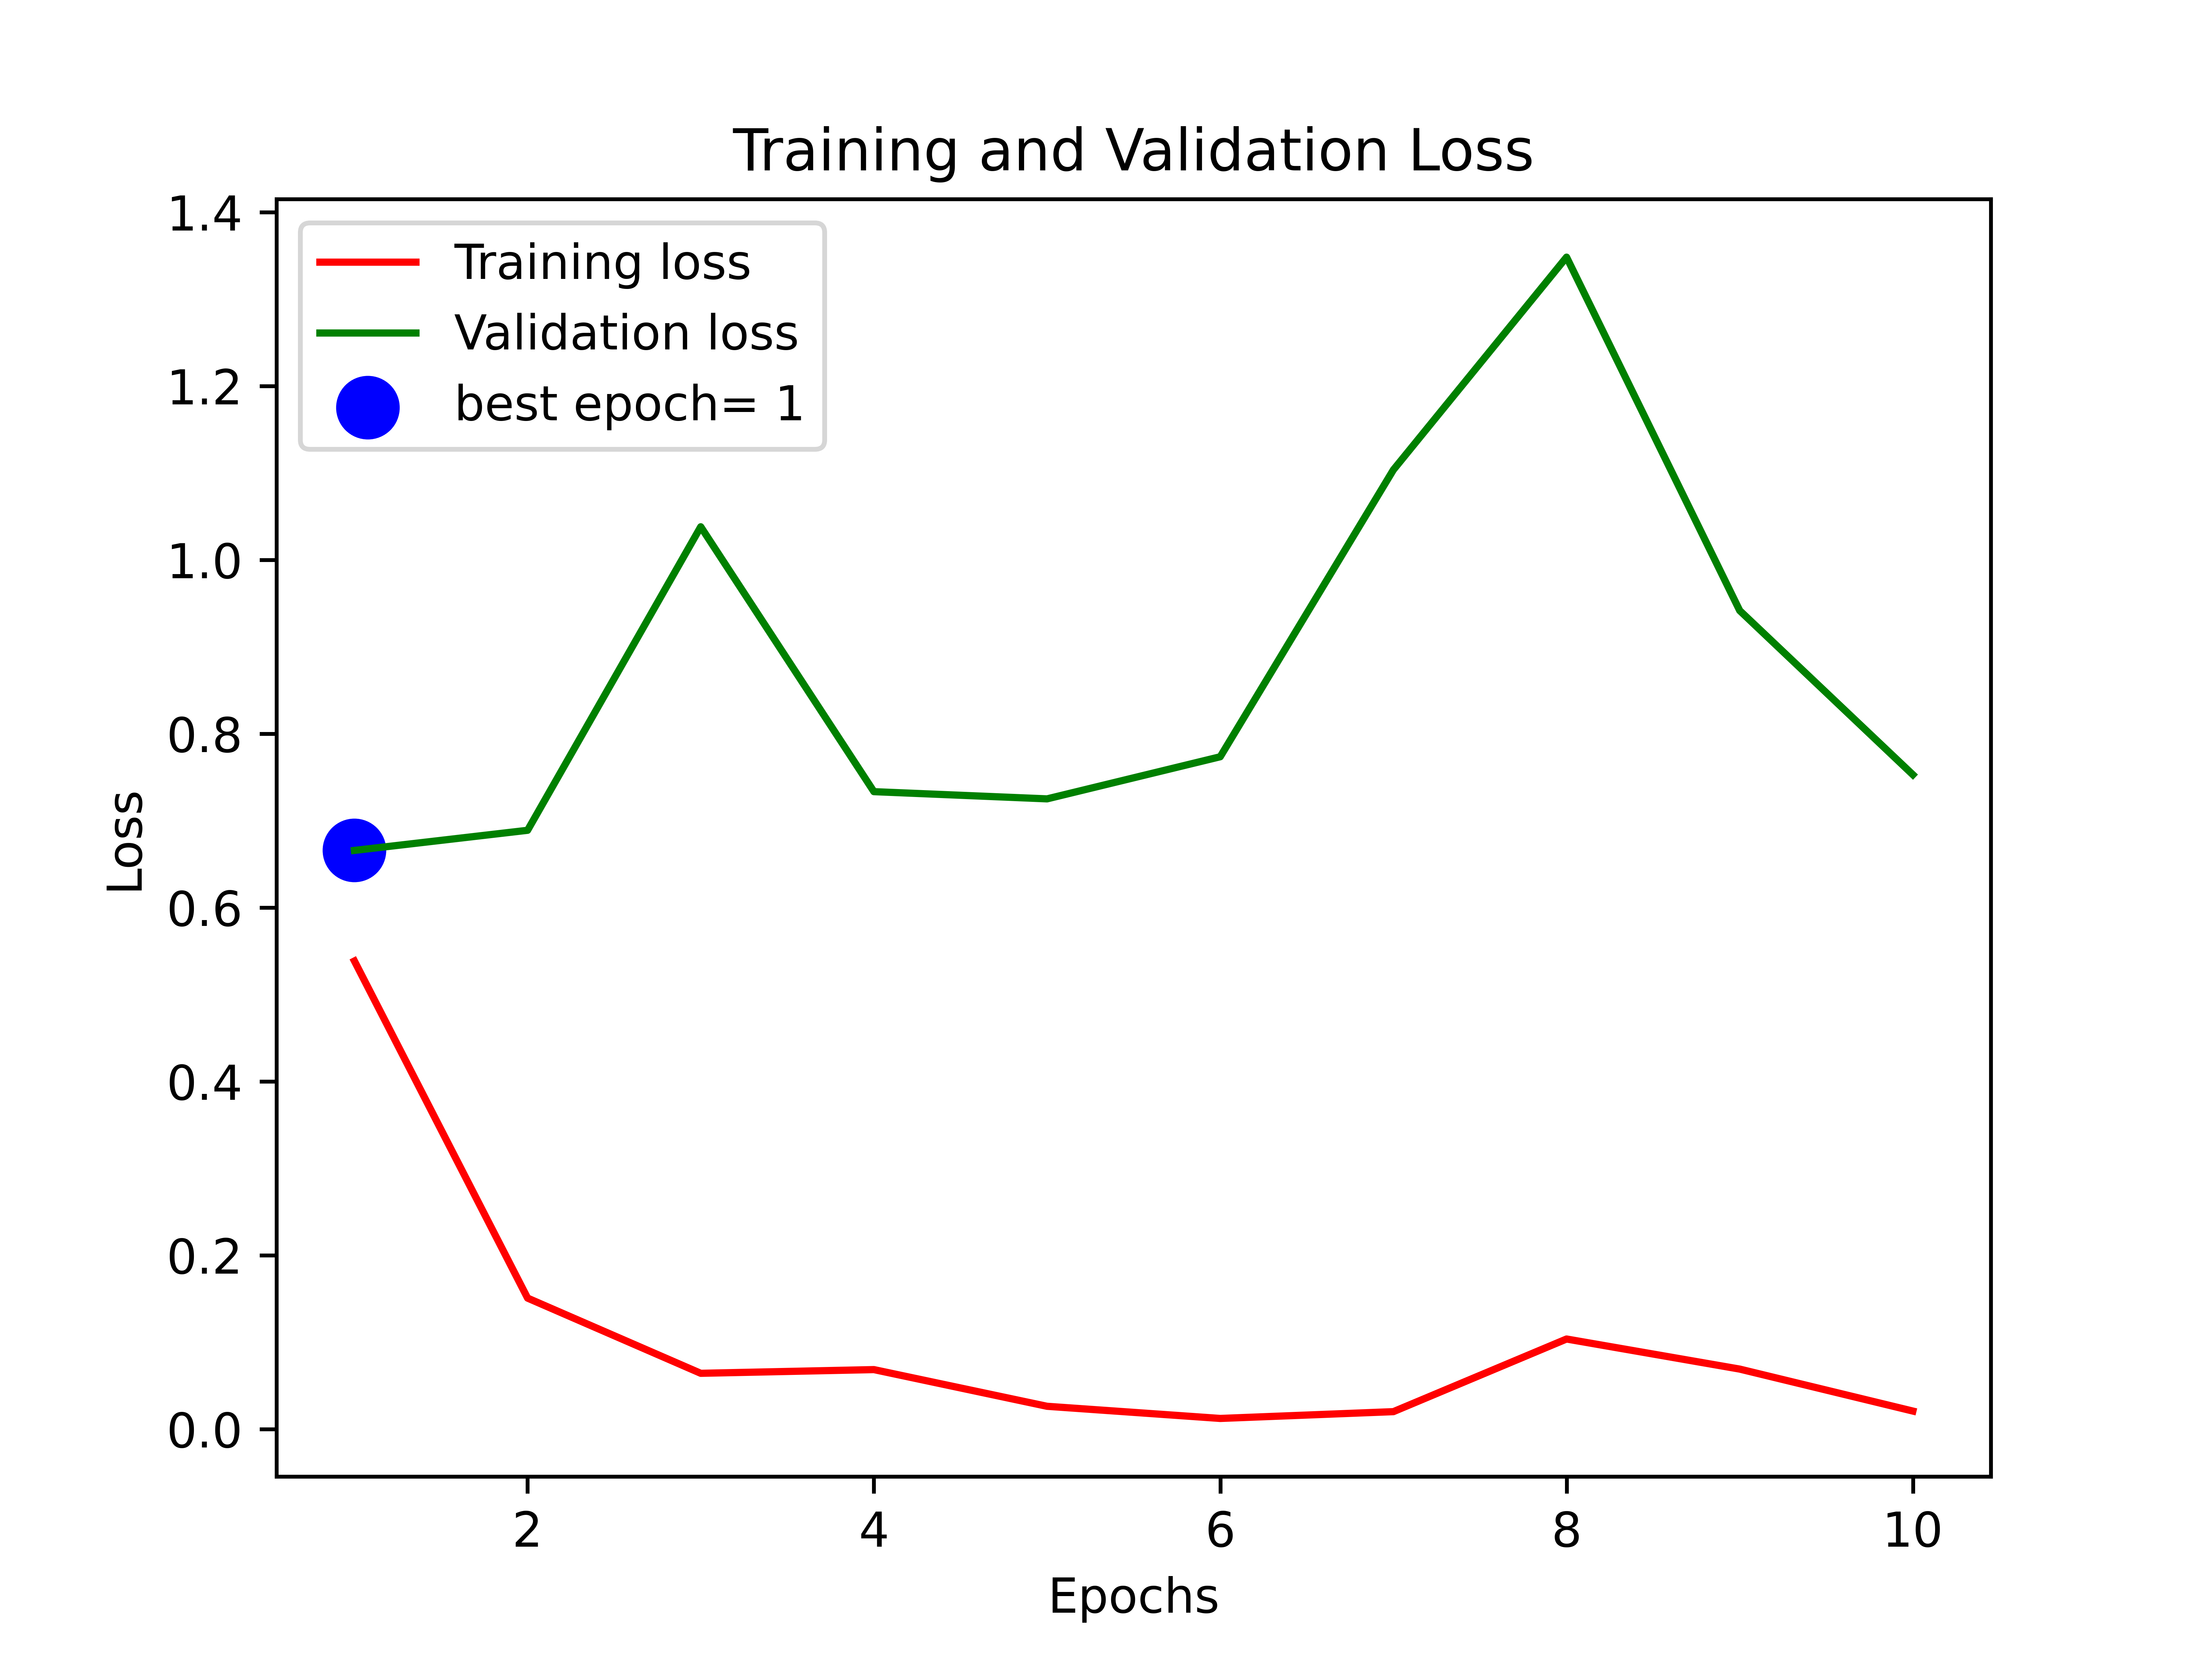 Training and Validation Loss
Training loss
Validation loss
best epoch= 1
1.4
1.2
1.0
0.8
0.6
0.4
0.2
0.0
Loss
2 4 6 8 10
Epochs